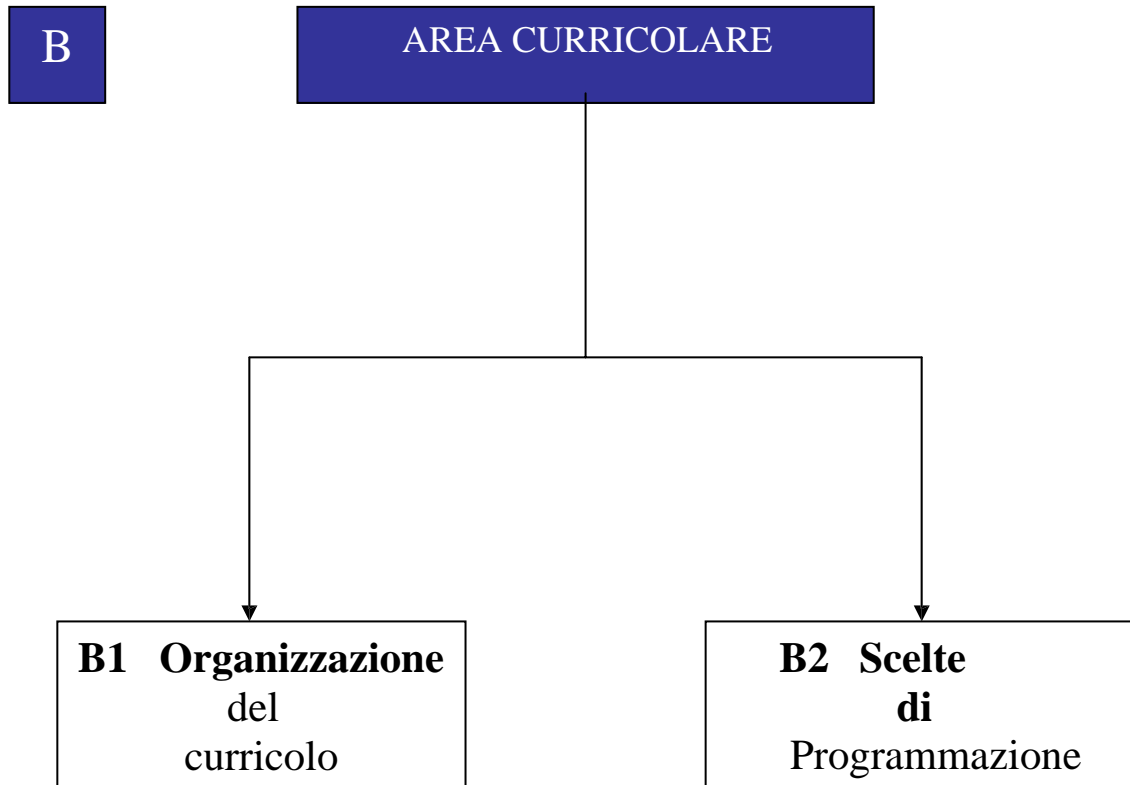 B
AREA CURRICOLARE
B1 Organizzazione
del
curricolo
B2 Scelte
di
Programmazione